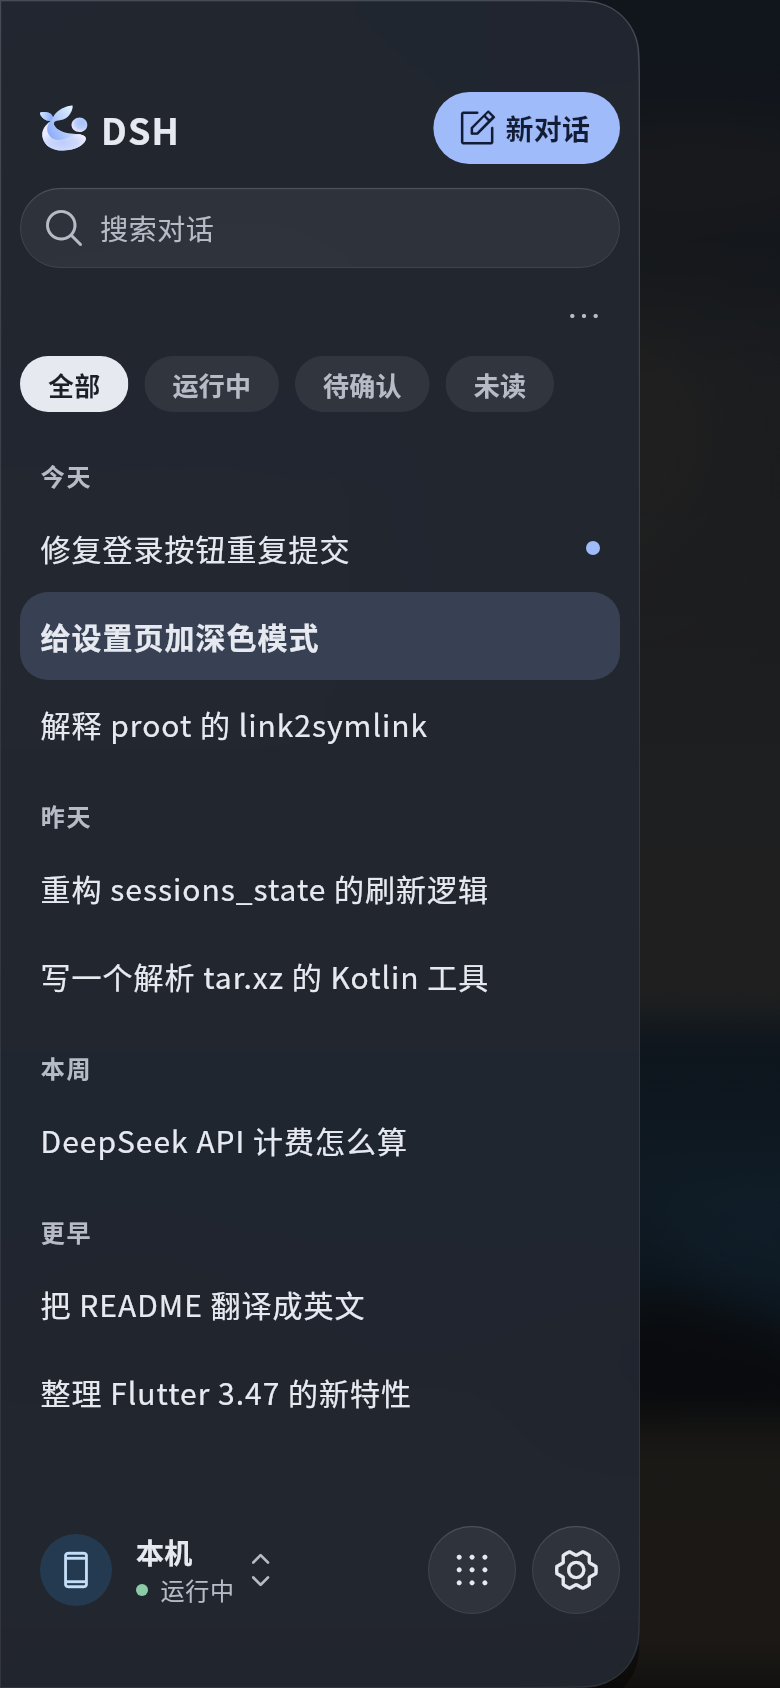 DSH
新对话
搜索对话
...
全部 运行中 待确认 未读
今天
修复登录按钮重复提交
给设置页加深色模式
解释 proot 的 link2symlink
昨天
重构 sessions_state 的刷新逻辑
写一个解析 tar.xz 的 Kotlin 工具
本周
DeepSeek API 计费怎么算
更早
把 README 翻译成英文
整理 Flutter 3.47 的新特性
本机
运行中